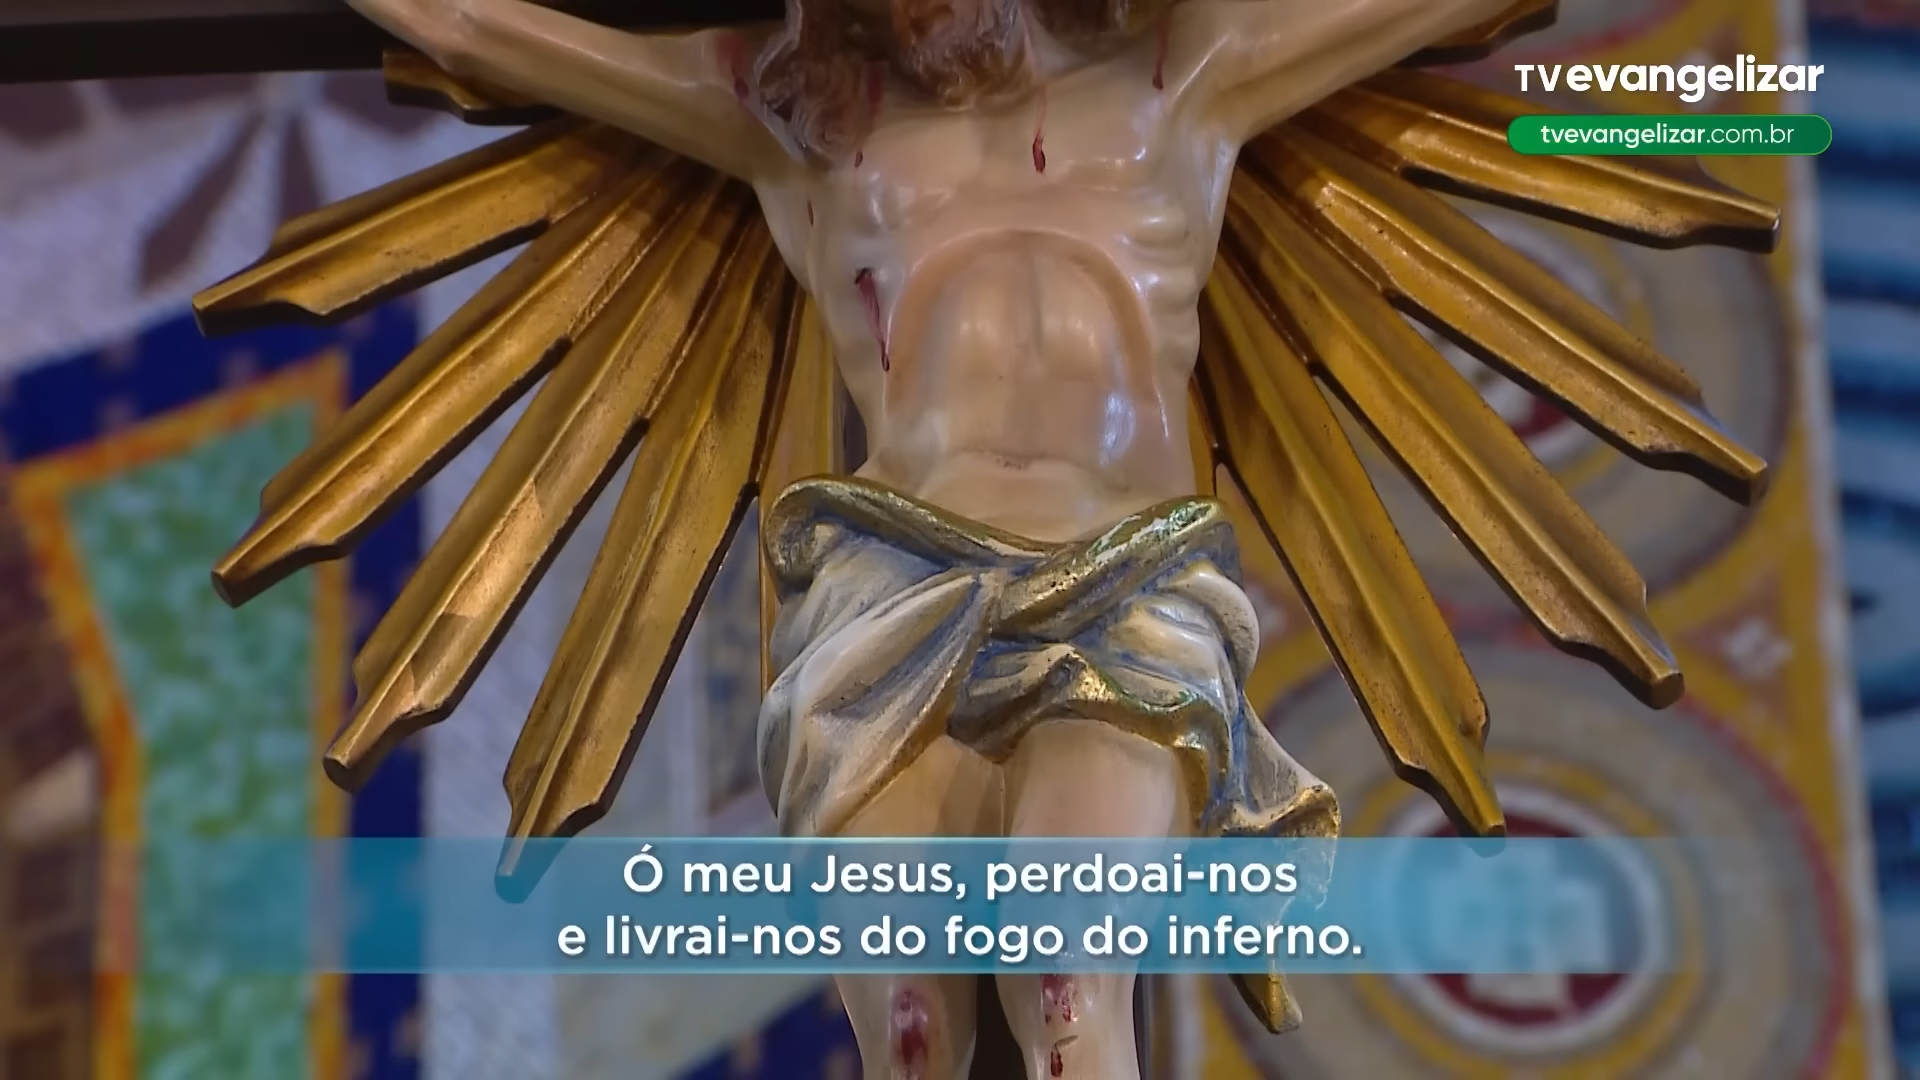 TVevangelizar
tvevangelizar.com.br
Ó meu Jesus, perdoai-nos
e livrai-nos do fogo do inferno.